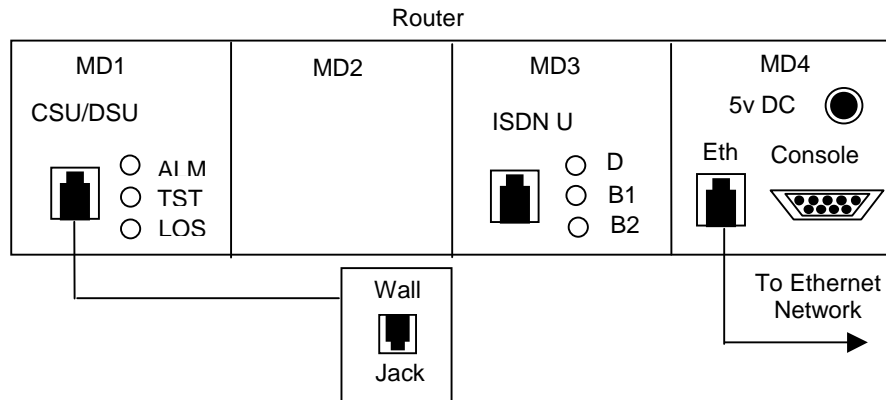 Router
MD1
MD2
MD3
MD4
CSU/DSU
ALM
TST
LOS
ISDN U
D
B1
B2
5v DC
Eth
Console
Wall
Jack
To Ethernet
Network